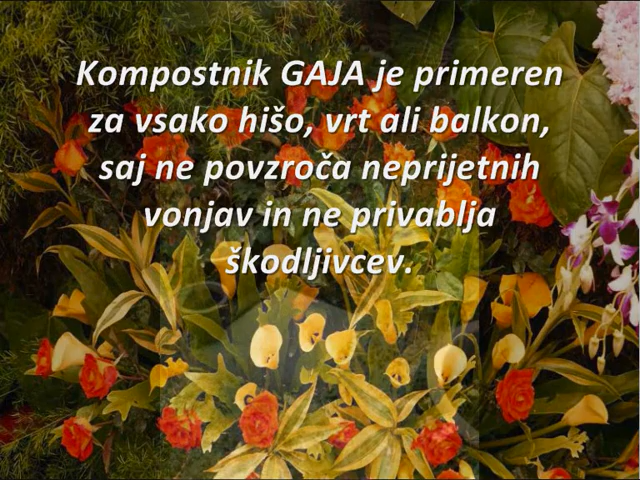 Kompostnik GAJA je primeren
za vsako hišo, vrt ali balkon,
saj ne povzroča neprijetnih
vonjav in ne privablja
škodljivcev.